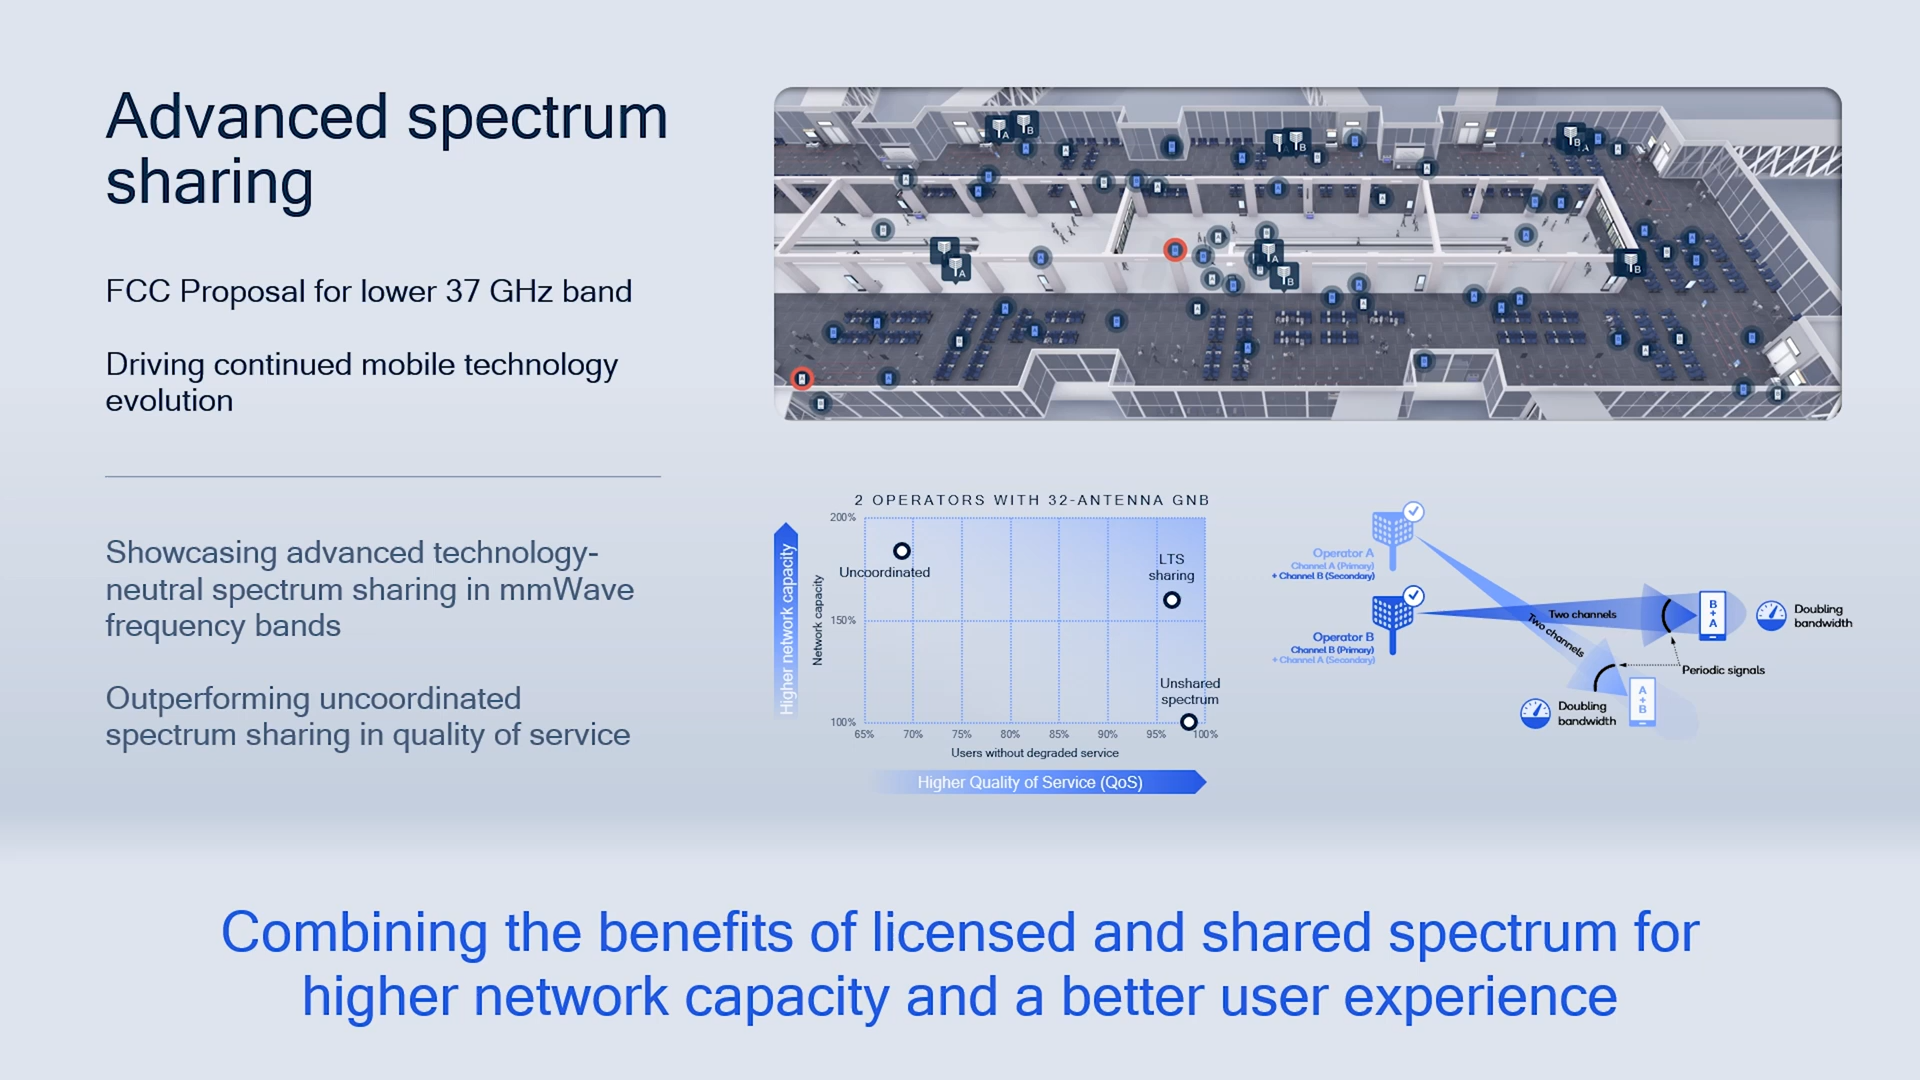 Advanced spectrum
sharing
FCC Proposal for lower 37 GHz band
Driving continued mobile technology
evolution
Showcasing advanced technology-
neutral spectrum sharing in mmWave
frequency bands
Outperforming uncoordinated
spectrum sharing in quality of service
2 OPERATORS WITH 32-ANTENNA GNB
Higher network capacity
Network capacity
200%
150%
100%
Uncoordinated
LTS
sharing
Unshared
spectrum
65% 70% 75% 80% 85% 90% 95% 100%
Users without degraded service
Higher Quality of Service (QoS)
Operator A
Channel A (Primary)
+ Channel B (Secondary)
Operator B
Channel B (Primary)
+ Channel A (Secondary)
Two channels
Two channels
B
+
A
Doubling
bandwidth
Periodic signals
A
+
B
Doubling
bandwidth
Combining the benefits of licensed and shared spectrum for
higher network capacity and a better user experience